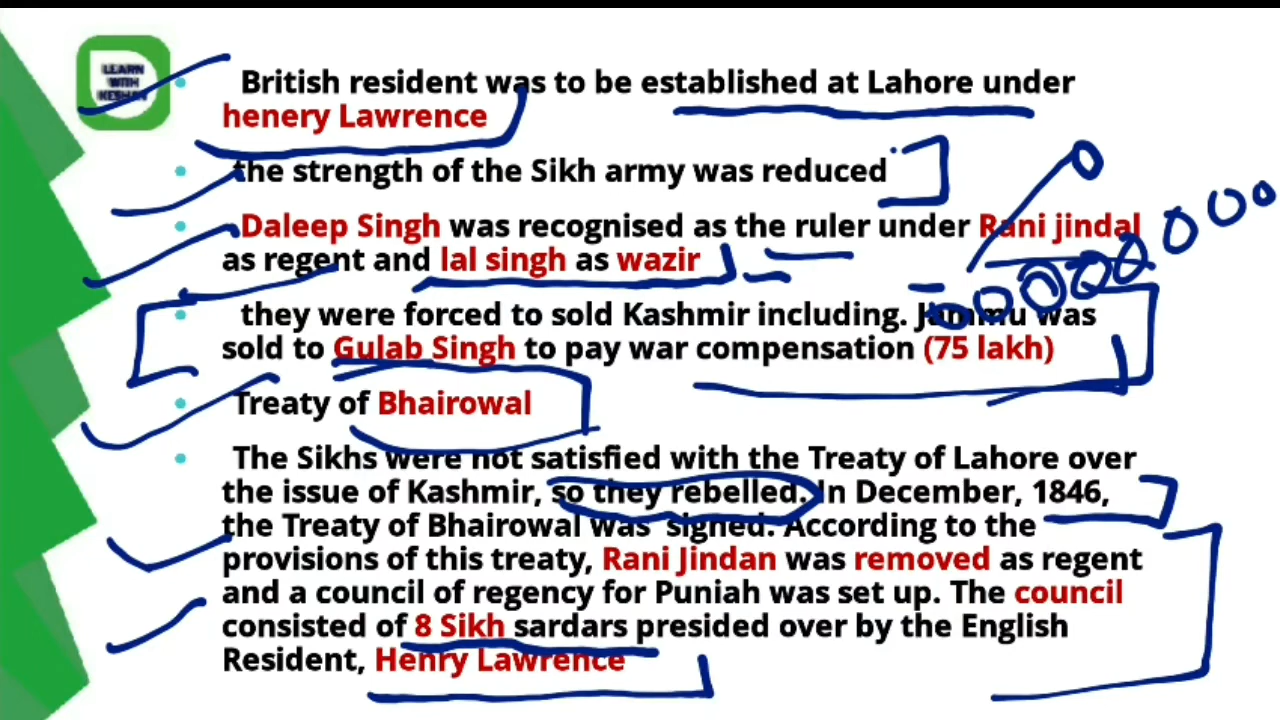 LEARN
WITH
KESHAV
British resident was to be established at Lahore under
henery Lawrence
the strength of the Sikh army was reduced
Daleep Singh was recognised as the ruler under Rani jindal
as regent and lal singh as wazir
they were forced to sold Kashmir including. Jammu was
sold to Gulab Singh to pay war compensation (75 lakh)
Treaty of Bhairowal
The Sikhs were not satisfied with the Treaty of Lahore over
the issue of Kashmir, so they rebelled. In December, 1846,
the Treaty of Bhairowal was signed. According to the
provisions of this treaty, Rani Jindan was removed as regent
and a council of regency for Puniah was set up. The council
consisted of 8 Sikh sardars presided over by the English
Resident, Henry Lawrence